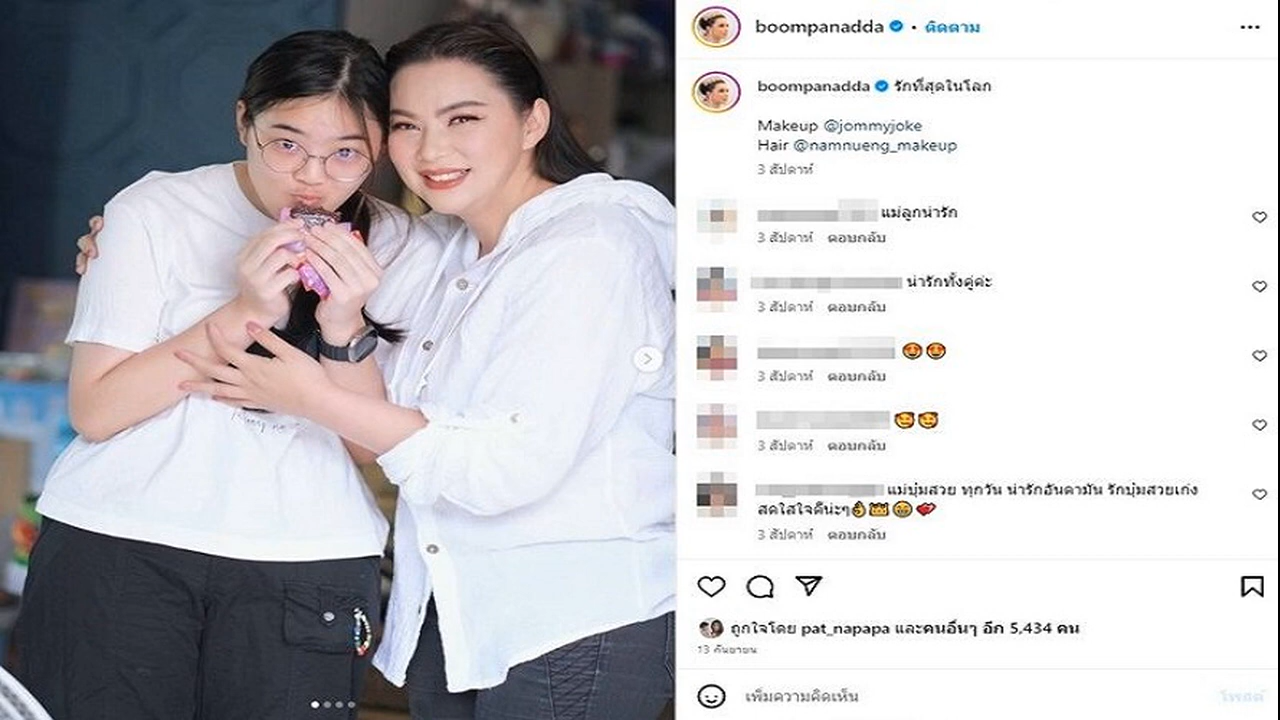 boompanadda • ติดตาม
boompanadda รักที่สุดในโลก
Makeup @jommyjoke
Hair @namnueng_makeup
3 สัปดาห์
แม่ลูกน่ารัก
3 สัปดาห์ ตอบกลับ
น่ารักทั้งคู่ค่ะ
3 สัปดาห์ ตอบกลับ
3 สัปดาห์ ตอบกลับ
3 สัปดาห์ ตอบกลับ
แม่บุ๋มสวย ทุกวัน น่ารักอันดามัน รักบุ๋มสวยเก่ง
สดใสใจดีน่ะๆ
3 สัปดาห์ ตอบกลับ
ถูกใจโดย pat_napapa และคนอื่นๆ อีก 5,434 คน
13 กันยายน
เพิ่มความคิดเห็น
โพสต์